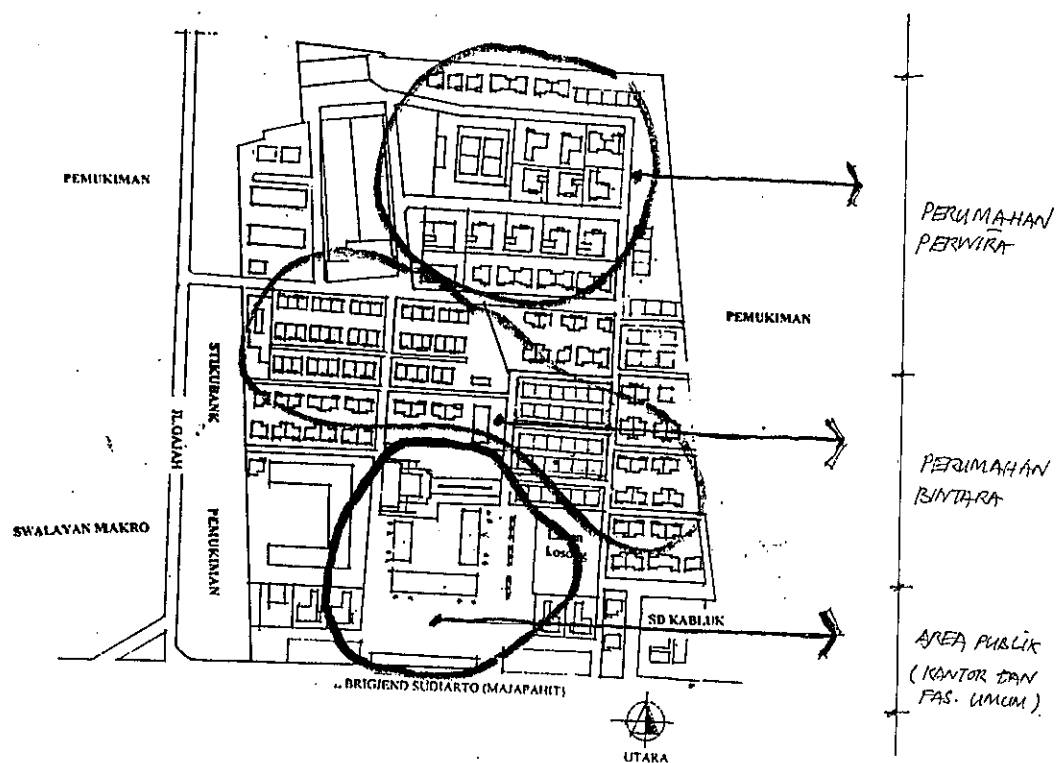 PEMUKIMAN
PERUMAHAN
PERWIRA
PEMUKIMAN
STIKUBANK
JL.GAJAH
PERUMAHAN
BINTARA
SWALAYAN MAKRO
PEMUKIMAN
SD KABLUK
AREA PUBLIK
(KANTOR DAN
FAS. UMUM).
BRIGJEND SUDIARTO (MAJAPAHIT)
UTARA